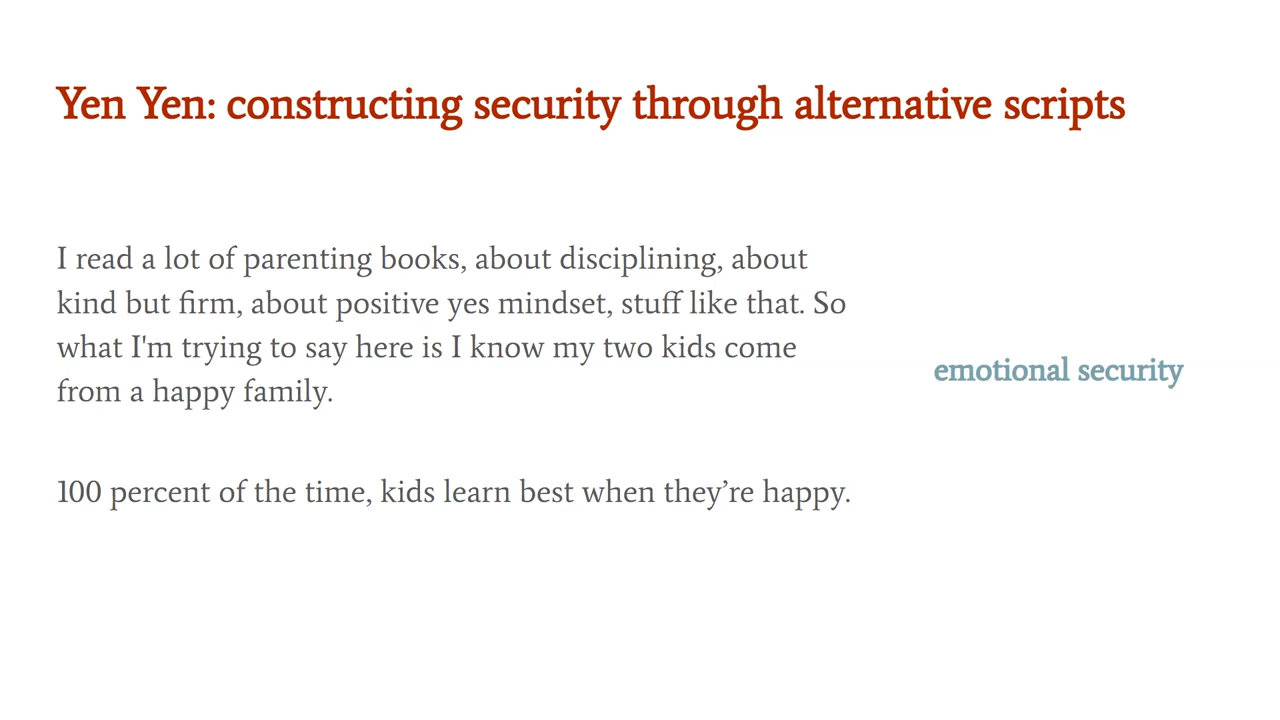 Yen Yen: constructing security through alternative scripts
I read a lot of parenting books, about disciplining, about
kind but firm, about positive yes mindset, stuff like that. So
what I'm trying to say here is I know my two kids come
from a happy family.
emotional security
100 percent of the time, kids learn best when they’re happy.